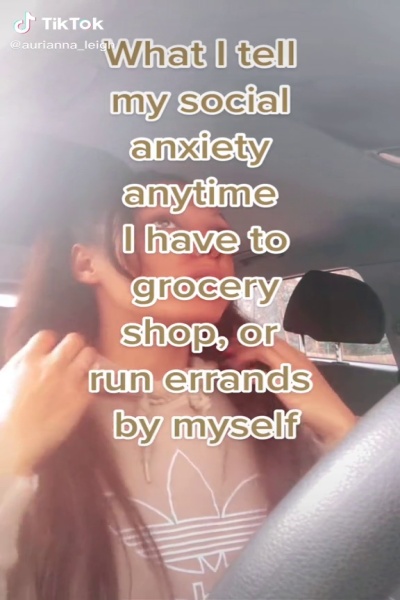 TikTok
@aurianna_leigh
What I tell
my social
anxiety
anytime
I have to
grocery
shop, or
run errands
by myself